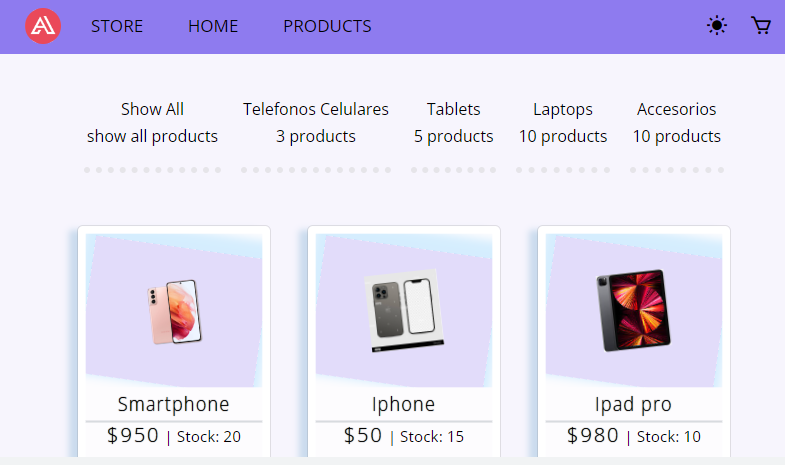 STORE HOME PRODUCTS
Show All Telefonos Celulares Tablets Laptops Accesorios
show all products 3 products 5 products 10 products 10 products
Smartphone Iphone Ipad pro
$950 | Stock: 20 $50 | Stock: 15 $980 | Stock: 10